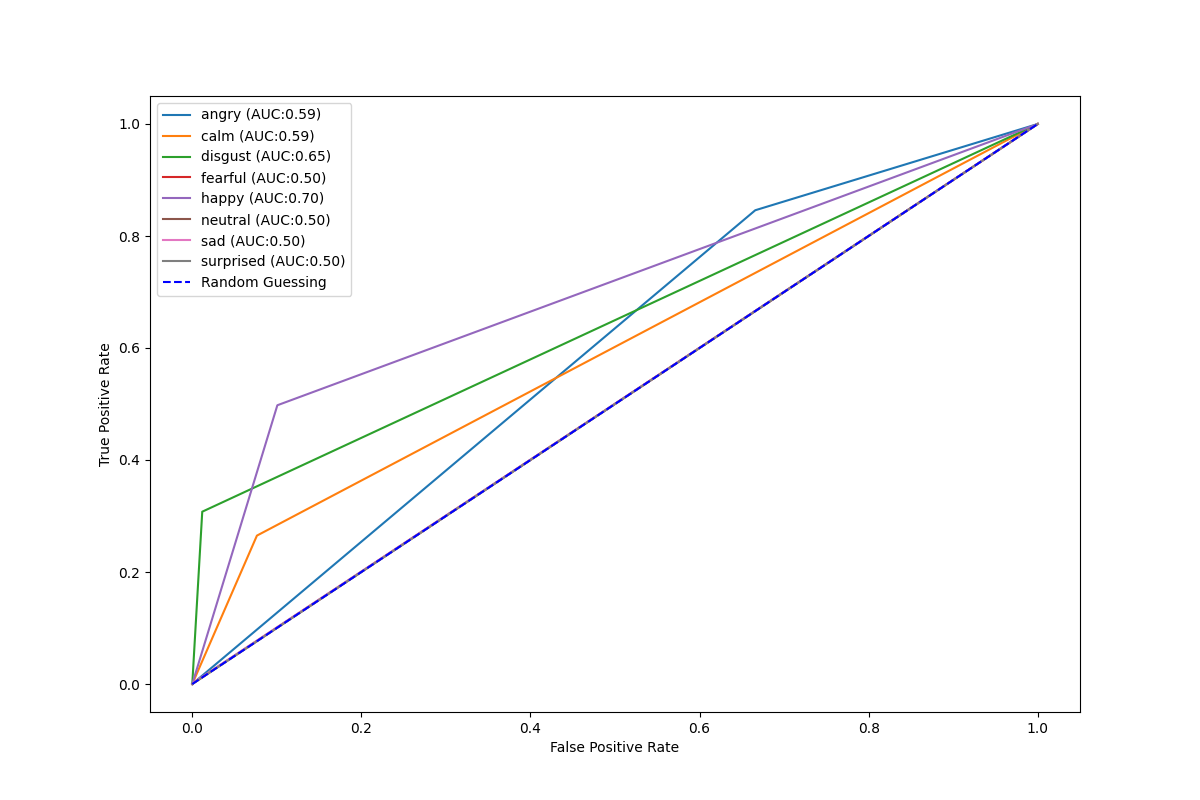 angry (AUC:0.59)
calm (AUC:0.59)
disgust (AUC:0.65)
fearful (AUC:0.50)
happy (AUC:0.70)
neutral (AUC:0.50)
sad (AUC:0.50)
surprised (AUC:0.50)
Random Guessing
1.0
0.8
0.6
0.4
0.2
0.0
True Positive Rate
0.0 0.2 0.4 0.6 0.8 1.0
False Positive Rate